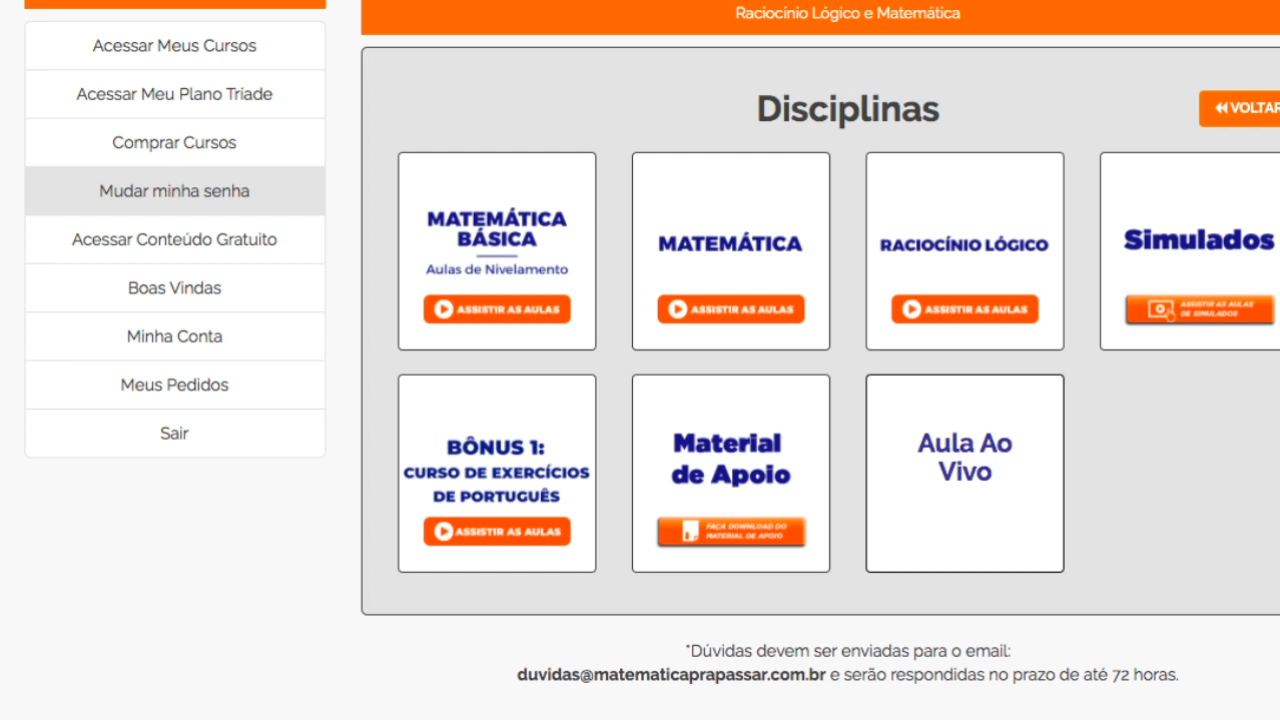 Acessar Meus Cursos
Acessar Meu Plano Tríade
Comprar Cursos
Mudar minha senha
Acessar Conteúdo Gratuito
Boas Vindas
Minha Conta
Meus Pedidos
Sair
Raciocínio Lógico e Matemática
Disciplinas
VOLTAR
MATEMÁTICA
BÁSICA
Aulas de Nivelamento
ASSISTIR AS AULAS
MATEMÁTICA
ASSISTIR AS AULAS
RACIOCÍNIO LÓGICO
ASSISTIR AS AULAS
Simulados
ASSISTIR AS AULAS
DE SIMULADOS
BÔNUS 1:
CURSO DE EXERCÍCIOS
DE PORTUGUÊS
ASSISTIR AS AULAS
Material
de Apoio
FAÇA DOWNLOAD DO
MATERIAL DE APOIO
Aula Ao
Vivo
*Dúvidas devem ser enviadas para o email:
duvidas@matematicaprapassar.com.br e serão respondidas no prazo de até 72 horas.